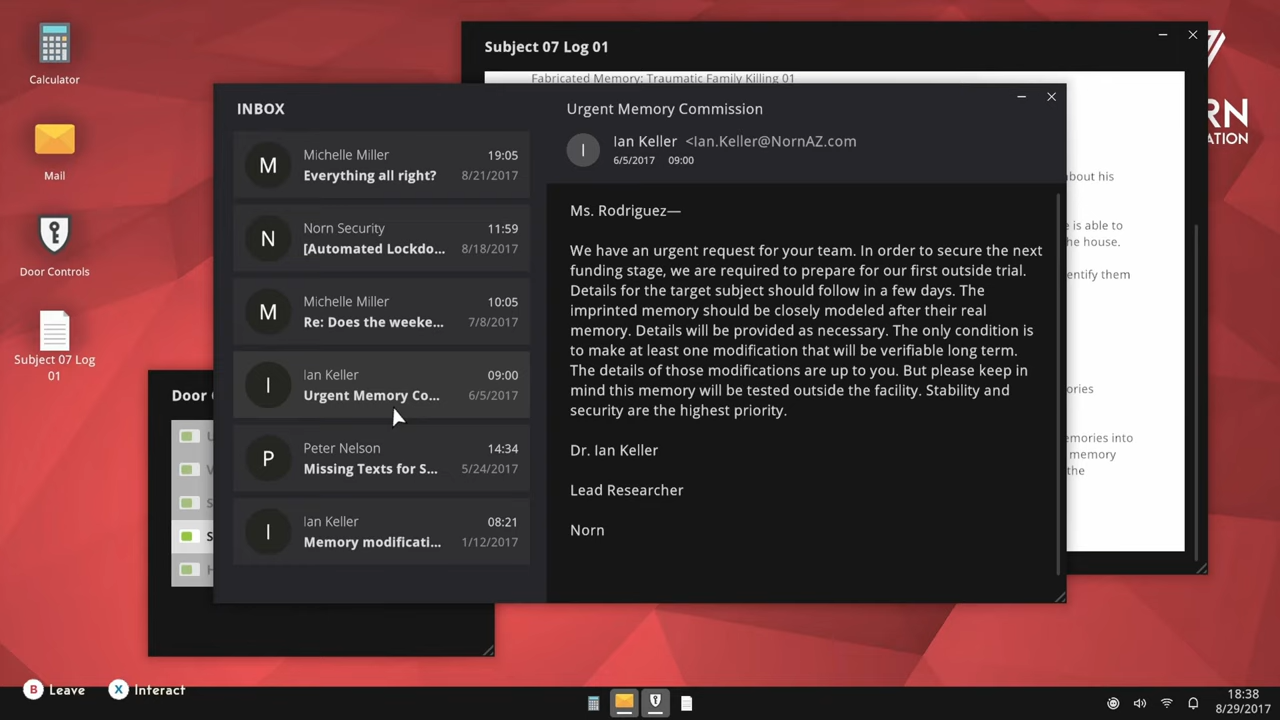 Calculator
Mail
Door Controls
Subject 07 Log
01
Subject 07 Log 01
Fabricated Memory: Traumatic Family Killing 01
about his
e is able to
he house.
entify them
ories
emories into
memory
the
RN
ATION
INBOX
Michelle Miller 19:05
Everything all right? 8/21/2017
Norn Security 11:59
[Automated Lockdo... 8/18/2017
Michelle Miller 10:05
Re: Does the weeke... 7/8/2017
Ian Keller 09:00
Urgent Memory Co... 6/5/2017
Peter Nelson 14:34
Missing Texts for S... 5/24/2017
Ian Keller 08:21
Memory modificati... 1/12/2017
M
N
M
I
P
I
Urgent Memory Commission
I
Ian Keller <Ian.Keller@NornAZ.com
6/5/2017 09:00
Ms. Rodriguez—
We have an urgent request for your team. In order to secure the next
funding stage, we are required to prepare for our first outside trial.
Details for the target subject should follow in a few days. The
imprinted memory should be closely modeled after their real
memory. Details will be provided as necessary. The only condition is
to make at least one modification that will be verifiable long term.
The details of those modifications are up to you. But please keep in
mind this memory will be tested outside the facility. Stability and
security are the highest priority.
Dr. Ian Keller
Lead Researcher
Norn
Door
B Leave X Interact
18:38
8/29/2017